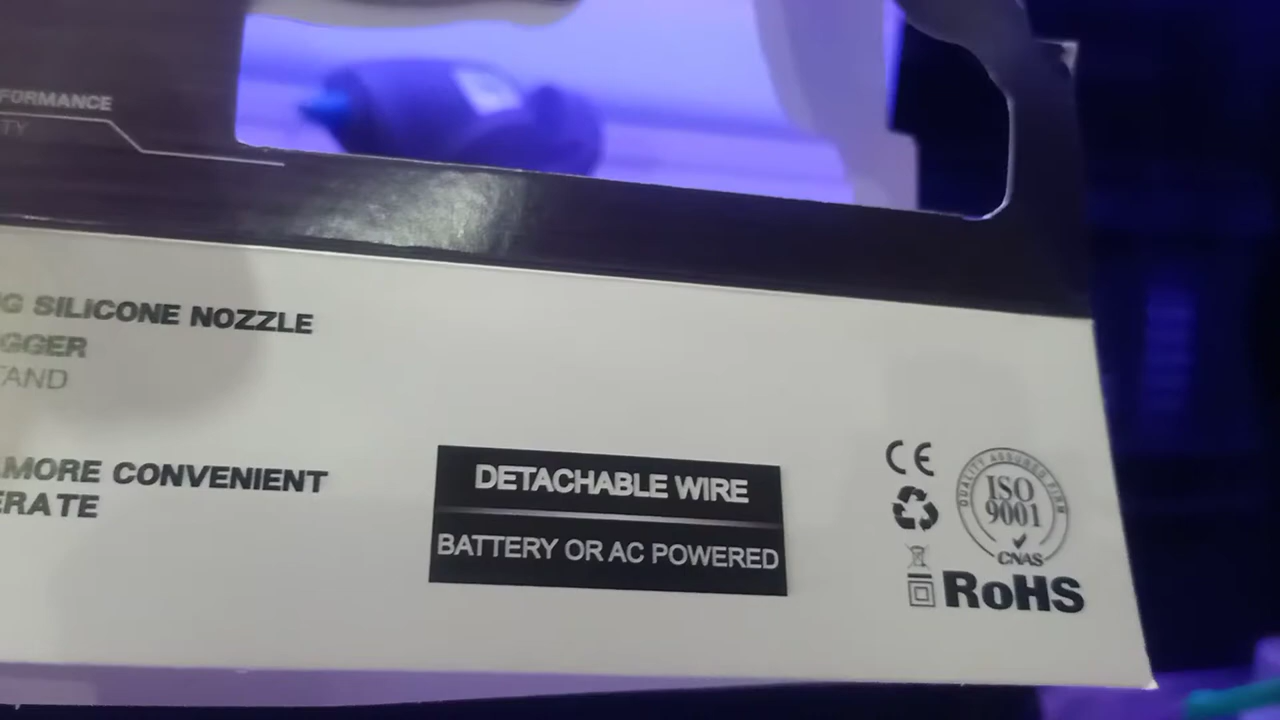 FORMANCE
TY
G SILICONE NOZZLE
GGER
TAND
MORE CONVENIENT
ERATE
DETACHABLE WIRE
BATTERY OR AC POWERED
CE
QUALITY ASSURED FIRM
ISO
9001
CNAS
RoHS